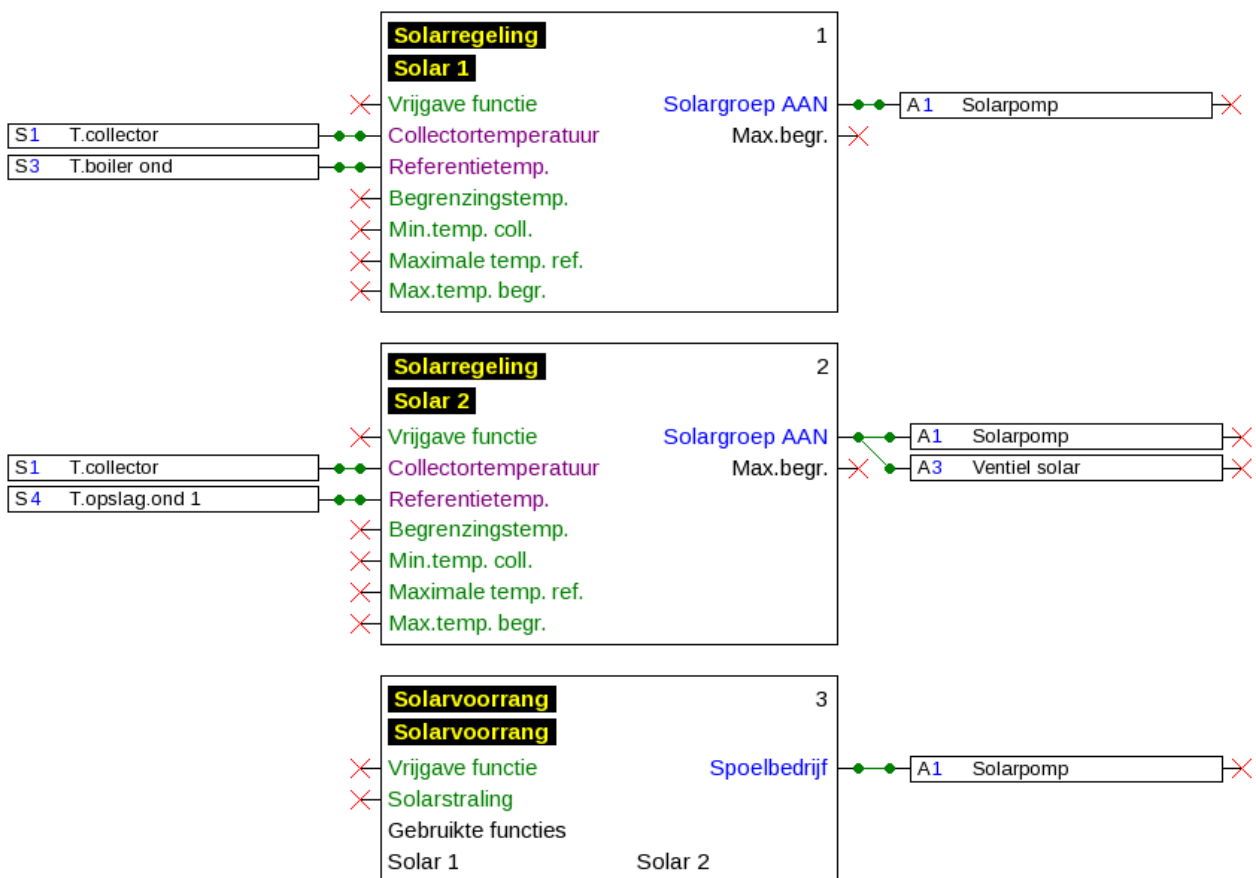 Solarregeling 1
Solar 1
Vrijgave functie Solargroep AAN A1 Solarpomp
S1 T.collector Collectortemperatuur Max.begr.
S3 T.boiler ond Referentietemp.
Begrenzingstemp.
Min.temp. coll.
Maximale temp. ref.
Max.temp. begr.
Solarregeling 2
Solar 2
Vrijgave functie Solargroep AAN A1 Solarpomp
S1 T.collector Collectortemperatuur Max.begr. A3 Ventiel solar
S4 T.opslag.ond 1 Referentietemp.
Begrenzingstemp.
Min.temp. coll.
Maximale temp. ref.
Max.temp. begr.
Solarvoorrang 3
Solarvoorrang
Vrijgave functie Spoelbedrijf A1 Solarpomp
Solarstraling
Gebruikte functies
Solar 1 Solar 2